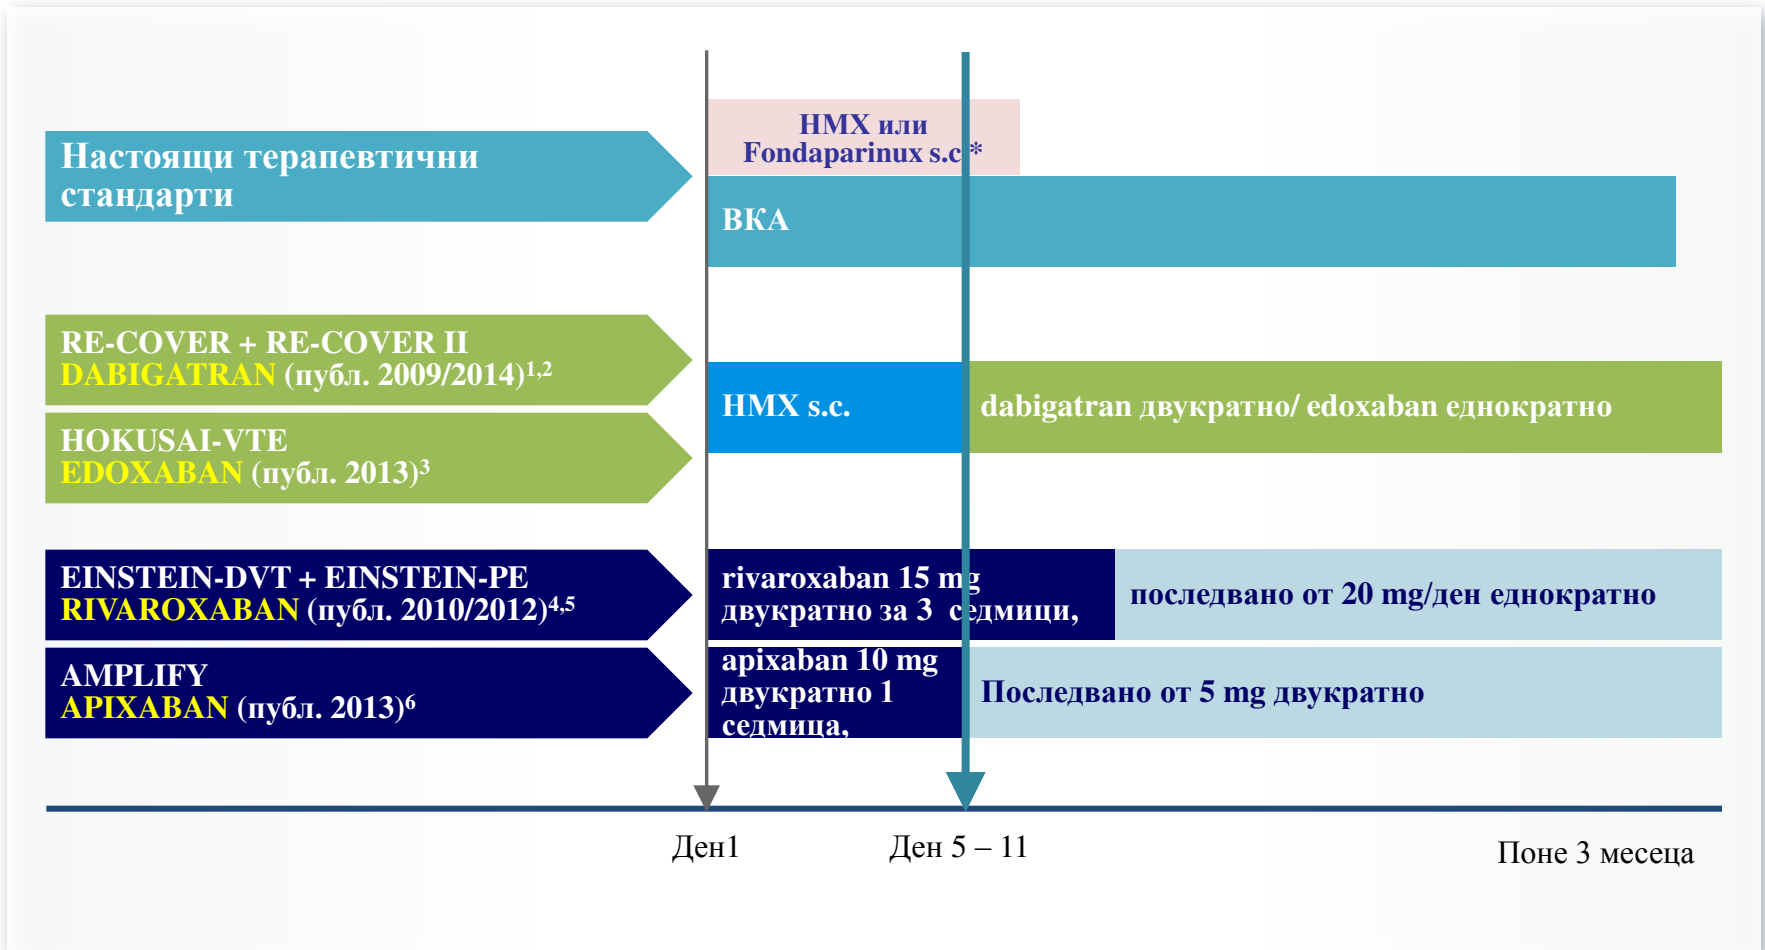 Настоящи терапевтични
стандарти
НМХ или
Fondaparinux s.c.*
ВКА
RE-COVER + RE-COVER II
DABIGATRAN (публ. 2009/2014)1,2
HOKUSAI-VTE
EDOXABAN (публ. 2013)3
НМХ s.c.
dabigatran двукратно/ edoxaban еднократно
EINSTEIN-DVT + EINSTEIN-PE
RIVAROXABAN (публ. 2010/2012)4,5
rivaroxaban 15 mg
двукратно за 3 седмици,
последвано от 20 mg/ден еднократно
AMPLIFY
APIXABAN (публ. 2013)6
apixaban 10 mg
двукратно 1
седмица,
Последвано от 5 mg двукратно
Ден1
Ден 5 – 11
Поне 3 месеца